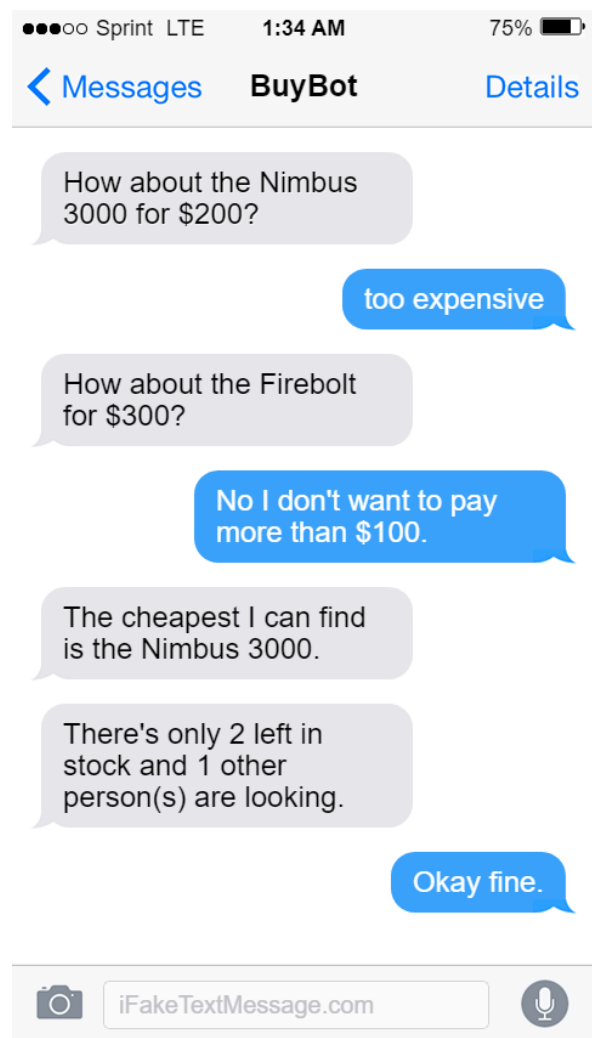 Sprint LTE 1:34 AM 75%
Messages BuyBot Details
How about the Nimbus
3000 for $200?
too expensive
How about the Firebolt
for $300?
No I don't want to pay
more than $100.
The cheapest I can find
is the Nimbus 3000.
There's only 2 left in
stock and 1 other
person(s) are looking.
Okay fine.
iFakeTextMessage.com